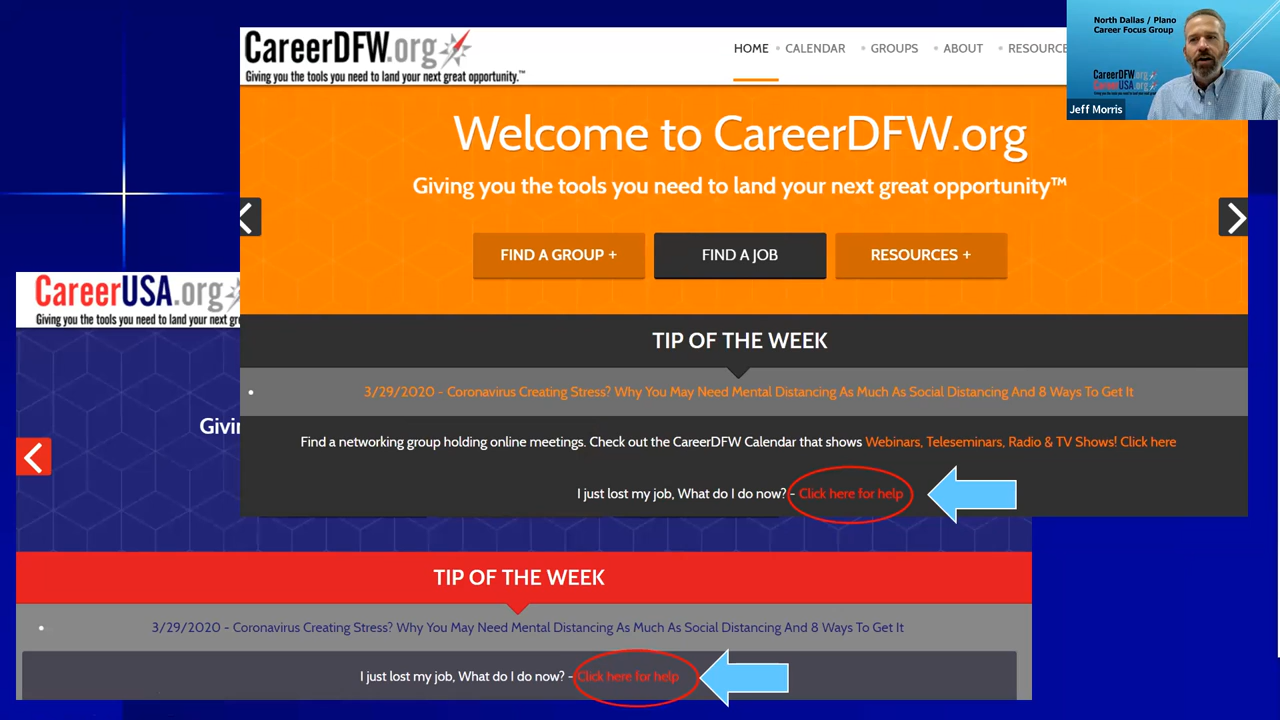 CareerDFW.org
Giving you the tools you need to land your next great opportunity.™
HOME CALENDAR GROUPS ABOUT RESOURCE
North Dallas / Plano
Career Focus Group
CareerDFW.org
CareerUSA.org
Jeff Morris
Welcome to CareerDFW.org
Giving you the tools you need to land your next great opportunity™
FIND A GROUP +
FIND A JOB
RESOURCES +
TIP OF THE WEEK
3/29/2020 - Coronavirus Creating Stress? Why You May Need Mental Distancing As Much As Social Distancing And 8 Ways To Get It
Find a networking group holding online meetings. Check out the CareerDFW Calendar that shows Webinars, Teleseminars, Radio & TV Shows! Click here
I just lost my job, What do I do now? - Click here for help
CareerUSA.org
Giving you the tools you need to land your next gre
Givin
TIP OF THE WEEK
3/29/2020 - Coronavirus Creating Stress? Why You May Need Mental Distancing As Much As Social Distancing And 8 Ways To Get It
I just lost my job, What do I do now? - Click here for help